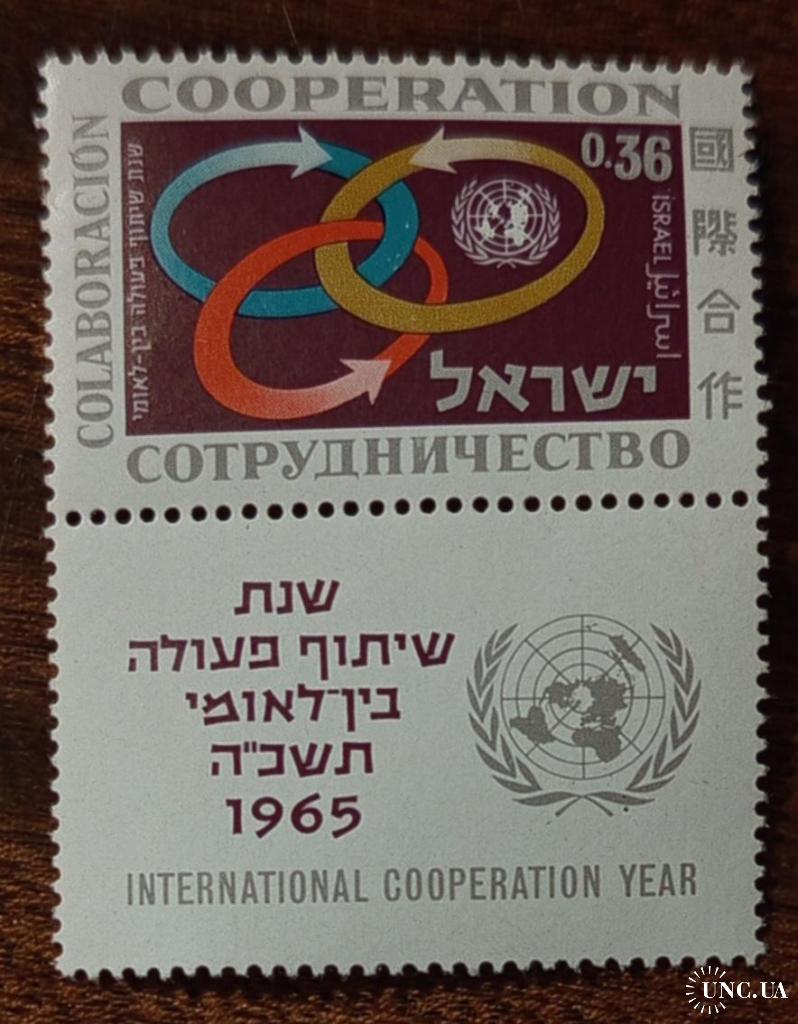 COOPERATION
COLABORACIÓN
國際合作
0.36
ISRAEL اسرائيل
שנת שיתוף פעולה בין-לאומי
ישראל
СОТРУДНИЧЕСТВО
שנת
שיתוף פעולה
בין־לאומי
תשכ"ה
1965
INTERNATIONAL COOPERATION YEAR
UNC.UA